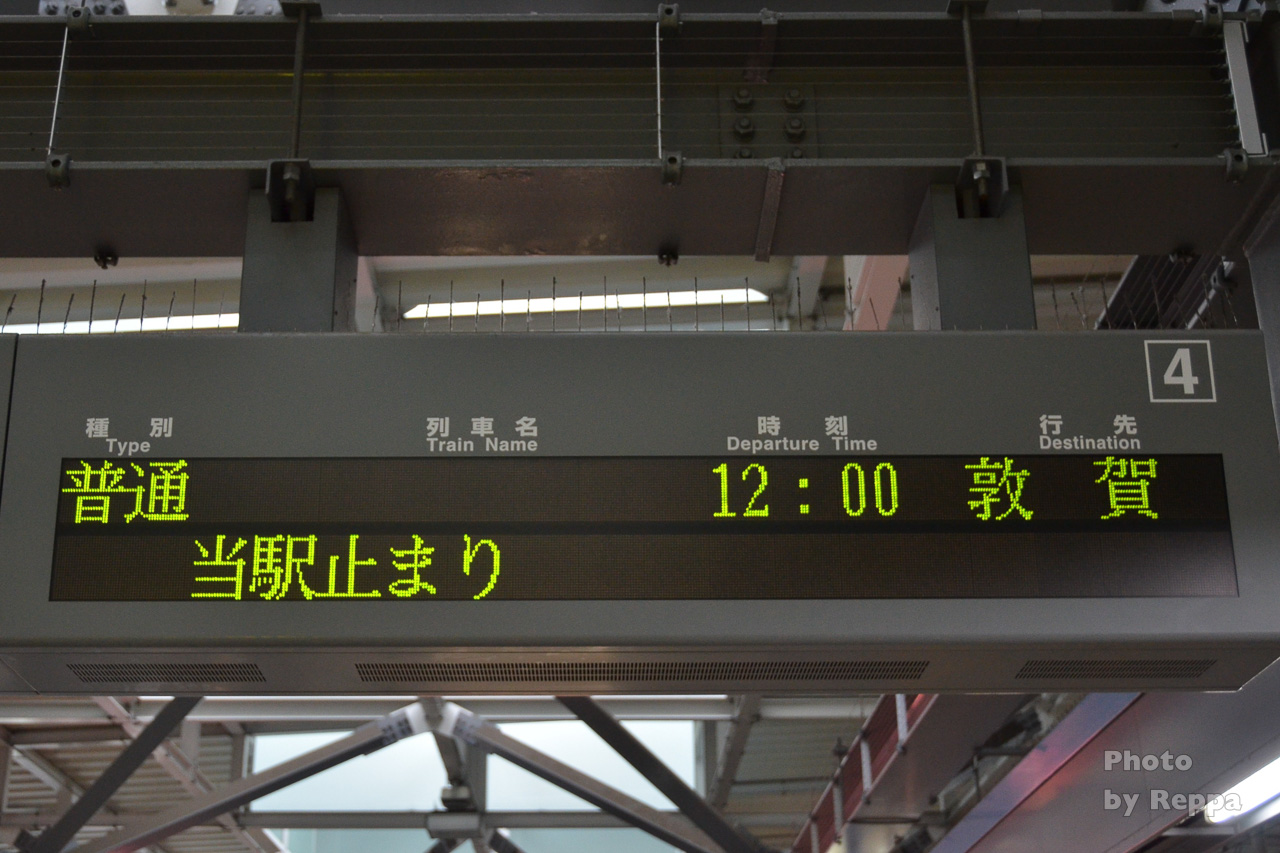 4
種別 列車名 時刻 行先
Type Train Name Departure Time Destination
普通 12:00 敦賀
当駅止まり
Photo
by Reppa